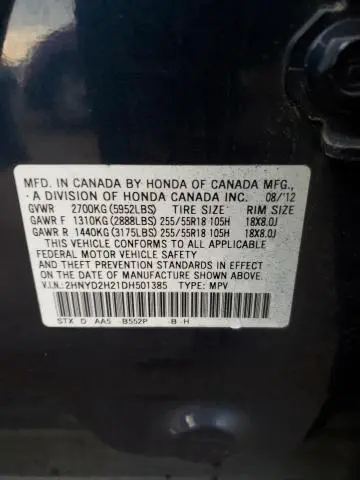 MFD. IN CANADA BY HONDA OF CANADA MFG.,
- A DIVISION OF HONDA CANADA INC. 08/'12
GVWR 2700KG(5952LBS) TIRE SIZE RIM SIZE
GAWR F 1310KG(2888LBS) 255/55R18 105H 18X8.0J
GAWR R 1440KG(3175LBS) 255/55R18 105H 18X8.0J
THIS VEHICLE CONFORMS TO ALL APPLICABLE
FEDERAL MOTOR VEHICLE SAFETY
AND THEFT PREVENTION STANDARDS IN EFFECT
ON THE DATE OF MANUFACTURE SHOWN ABOVE.
V.I.N.:2HNYD2H21DH501385 TYPE: MPV
STX D AA5 B552P B H